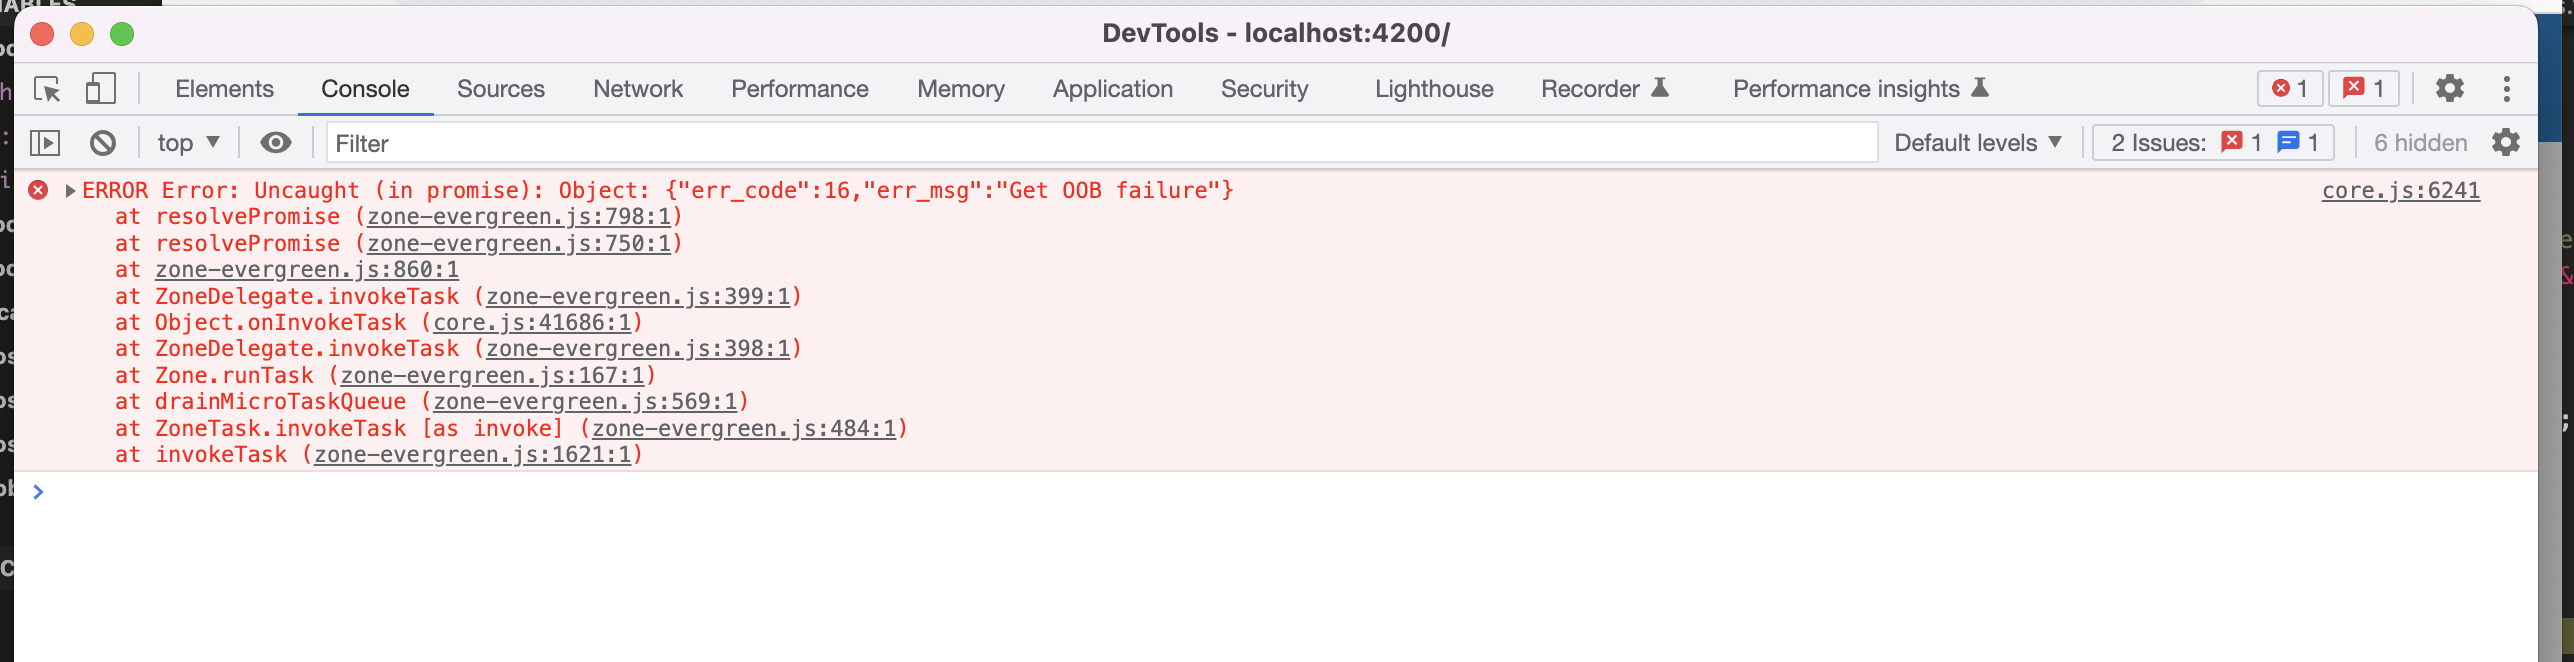 DevTools - localhost:4200/
Elements Console Sources Network Performance Memory Application Security Lighthouse Recorder Performance insights 1 1
top Filter Default levels 2 Issues: 1 1 6 hidden
ERROR Error: Uncaught (in promise): Object: {"err_code":16,"err_msg":"Get OOB failure"} core.js:6241
at resolvePromise (zone-evergreen.js:798:1)
at resolvePromise (zone-evergreen.js:750:1)
at zone-evergreen.js:860:1
at ZoneDelegate.invokeTask (zone-evergreen.js:399:1)
at Object.onInvokeTask (core.js:41686:1)
at ZoneDelegate.invokeTask (zone-evergreen.js:398:1)
at Zone.runTask (zone-evergreen.js:167:1)
at drainMicroTaskQueue (zone-evergreen.js:569:1)
at ZoneTask.invokeTask [as invoke] (zone-evergreen.js:484:1)
at invokeTask (zone-evergreen.js:1621:1)